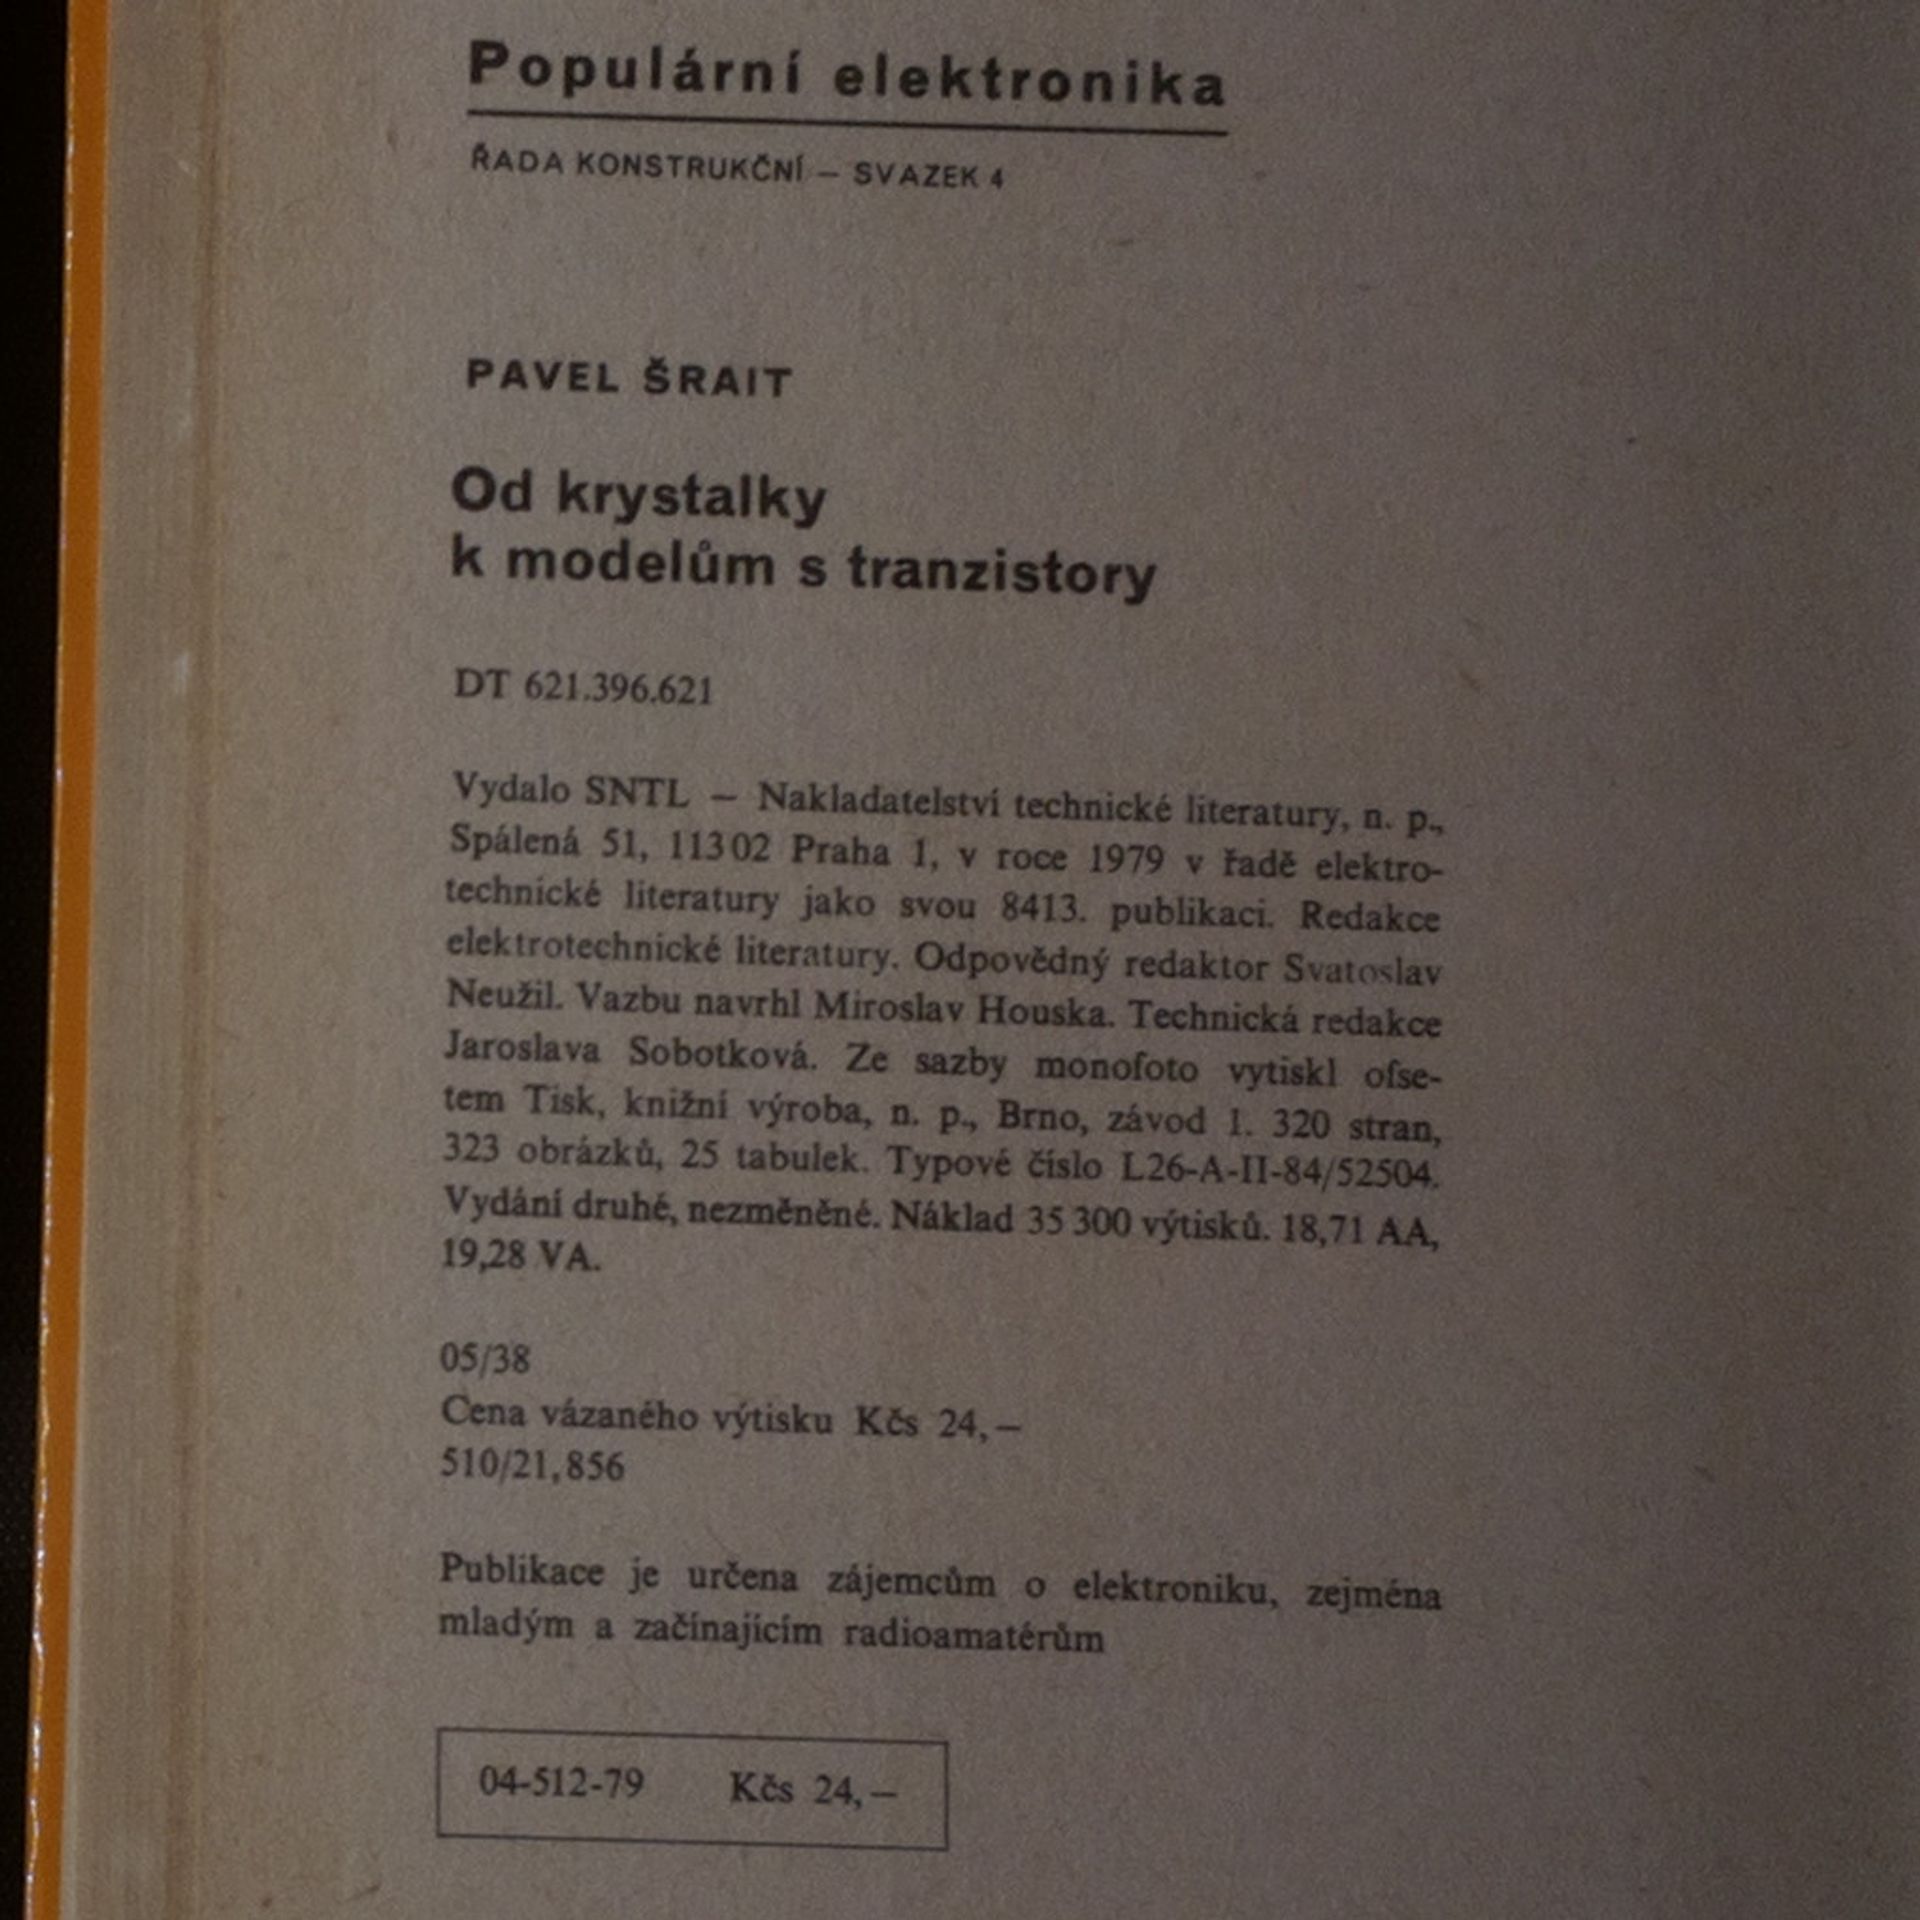 Populární elektronika
ŘADA KONSTRUKČNÍ – SVAZEK 4
PAVEL ŠRAIT
Od krystalky
k modelům s tranzistory
DT 621.396.621
Vydalo SNTL – Nakladatelství technické literatury, n. p.,
Spálená 51, 113 02 Praha 1, v roce 1979 v řadě elektro-
technické literatury jako svou 8413. publikaci. Redakce
elektrotechnické literatury. Odpovědný redaktor Svatoslav
Neužil. Vazbu navrhl Miroslav Houska. Technická redakce
Jaroslava Sobotková. Ze sazby monofoto vytiskl ofse-
tem Tisk, knižní výroba, n. p., Brno, závod 1. 320 stran,
323 obrázků, 25 tabulek. Typové číslo L26-A-II-84/52504.
Vydání druhé, nezměněné. Náklad 35 300 výtisků. 18,71 AA,
19,28 VA.
05/38
Cena vázaného výtisku Kčs 24,–
510/21,856
Publikace je určena zájemcům o elektroniku, zejména
mladým a začínajícím radioamatérům
04-512-79 Kčs 24,–